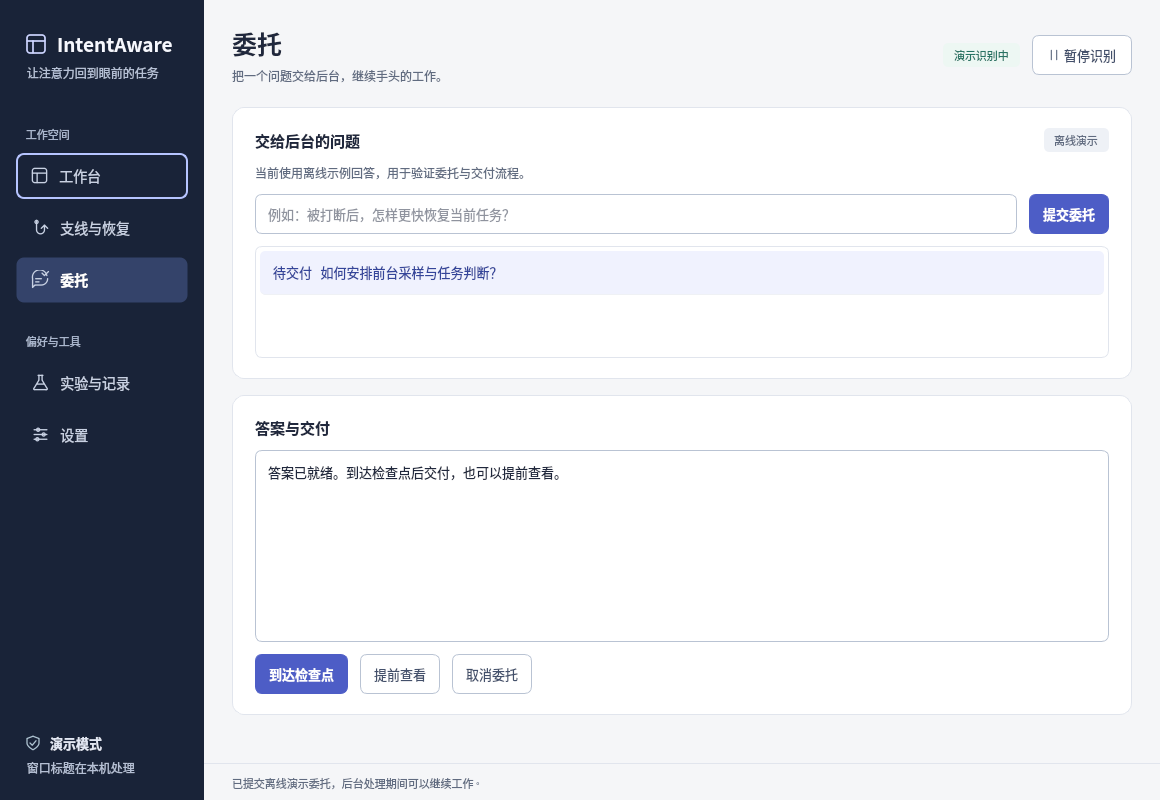 IntentAware
让注意力回到眼前的任务
工作空间
工作台
支线与恢复
委托
偏好与工具
实验与记录
设置
演示模式
窗口标题在本机处理
委托
把一个问题交给后台，继续手头的工作。
演示识别中
暂停识别
交给后台的问题
离线演示
当前使用离线示例回答，用于验证委托与交付流程。
例如：被打断后，怎样更快恢复当前任务？
提交委托
待交付 如何安排前台采样与任务判断？
答案与交付
答案已就绪。到达检查点后交付，也可以提前查看。
到达检查点
提前查看
取消委托
已提交离线演示委托，后台处理期间可以继续工作。